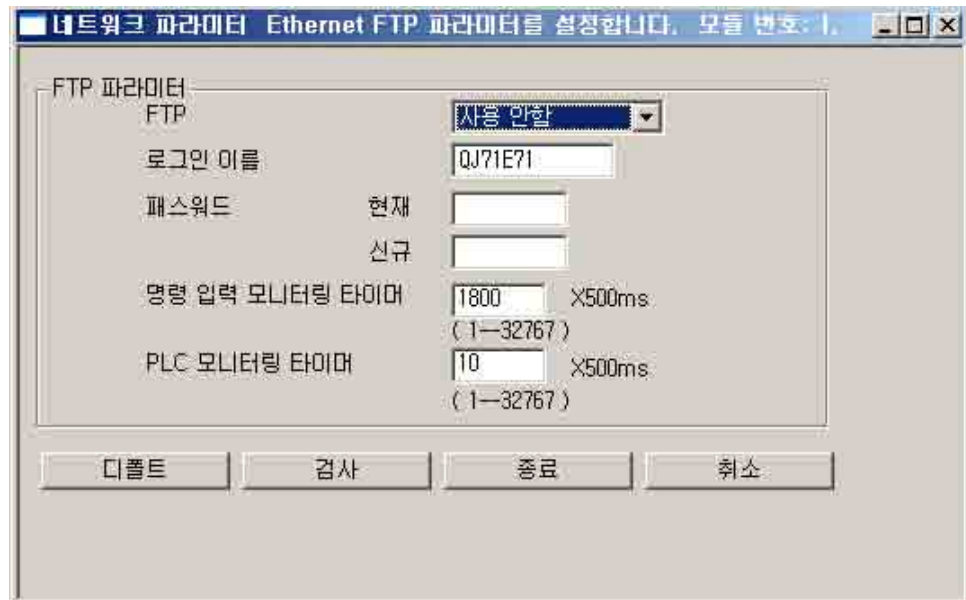 네트워크 파라미터 Ethernet FTP 파라미터를 설정합니다. 모듈 번호: 1.
FTP 파라미터
FTP 사용 안함
로그인 이름 QJ71E71
패스워드 현재
신규
명령 입력 모니터링 타이머 1800 X500ms
(1—32767)
PLC 모니터링 타이머 10 X500ms
(1—32767)
디폴트 검사 종료 취소